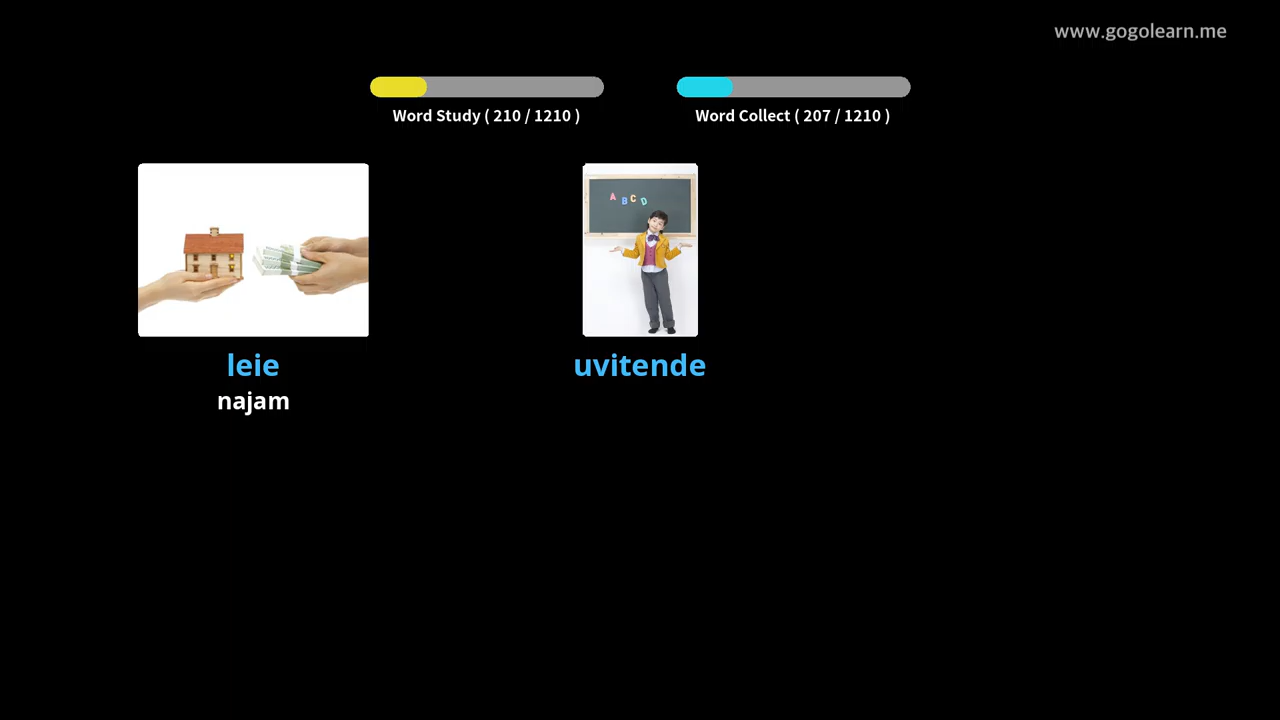 www.gogolearn.me
Word Study ( 210 / 1210 )
Word Collect ( 207 / 1210 )
A B C D
leie
najam
uvitende